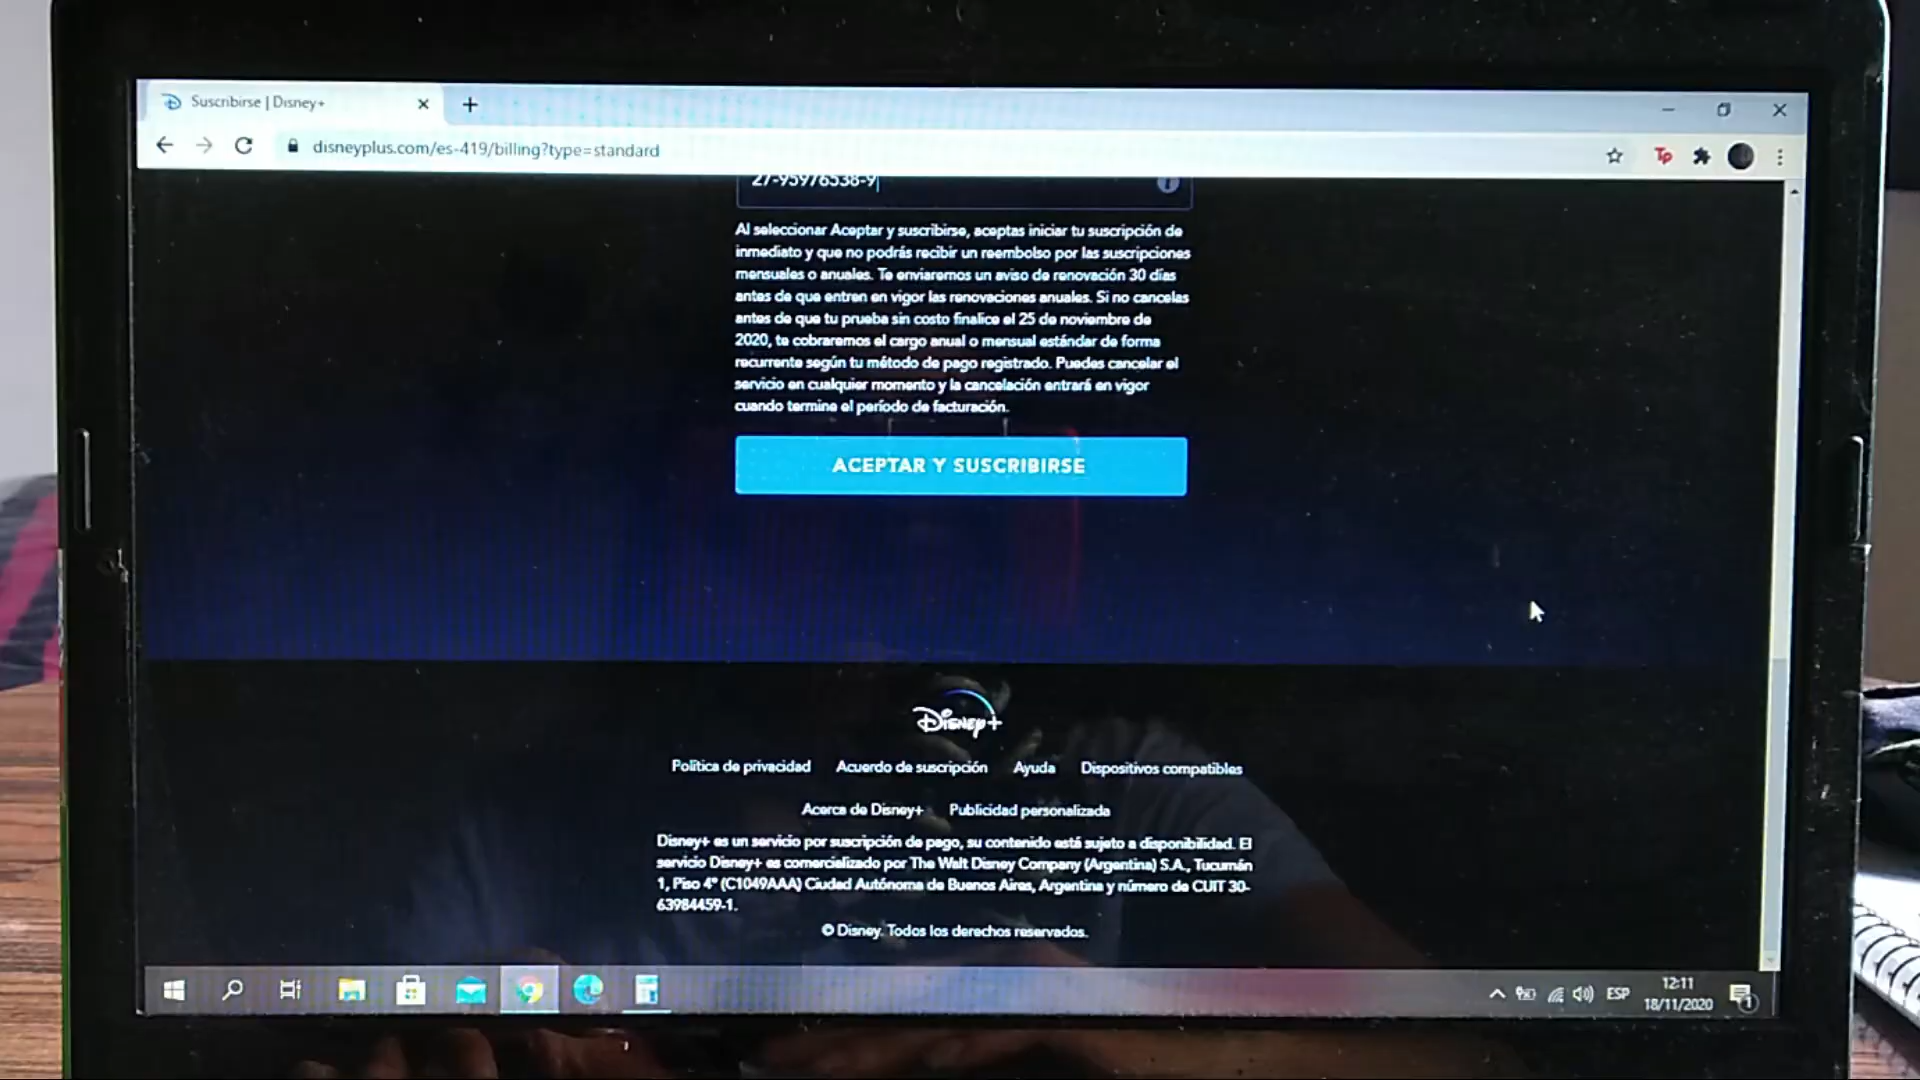 Suscribirse | Disney+
disneyplus.com/es-419/billing?type=standard
27-95976538-9
Al seleccionar Aceptar y suscribirse, aceptas iniciar tu suscripción de
inmediato y que no podrás recibir un reembolso por las suscripciones
mensuales o anuales. Te enviaremos un aviso de renovación 30 días
antes de que entren en vigor las renovaciones anuales. Si no cancelas
antes de que tu prueba sin costo finalice el 25 de noviembre de
2020, te cobraremos el cargo anual o mensual estándar de forma
recurrente según tu método de pago registrado. Puedes cancelar el
servicio en cualquier momento y la cancelación entrará en vigor
cuando termine el período de facturación.
ACEPTAR Y SUSCRIBIRSE
Disney+
Política de privacidad Acuerdo de suscripción Ayuda Dispositivos compatibles
Acerca de Disney+ Publicidad personalizada
Disney+ es un servicio por suscripción de pago, su contenido está sujeto a disponibilidad. El
servicio Disney+ es comercializado por The Walt Disney Company (Argentina) S.A., Tucumán
1, Piso 4º (C1049AAA) Ciudad Autónoma de Buenos Aires, Argentina y número de CUIT 30-
63984459-1.
© Disney. Todos los derechos reservados.
ESP
12:11
18/11/2020
1